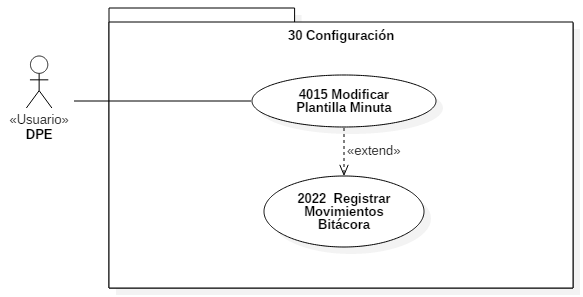 30 Configuración
4015 Modificar
Plantilla Minuta
«Usuario»
DPE
«extend»
2022  Registrar
Movimientos
Bitácora